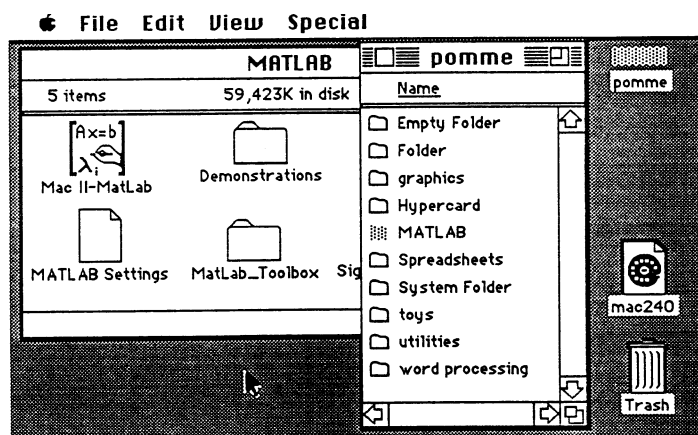 File Edit View Special
MATLAB
5 items 59,423K in disk
Ax=b
λi
Mac II-MatLab
Demonstrations
MATLAB Settings
MatLab_Toolbox
Sig
pomme
Name
Empty Folder
Folder
graphics
Hypercard
MATLAB
Spreadsheets
System Folder
toys
utilities
word processing
pomme
mac240
Trash